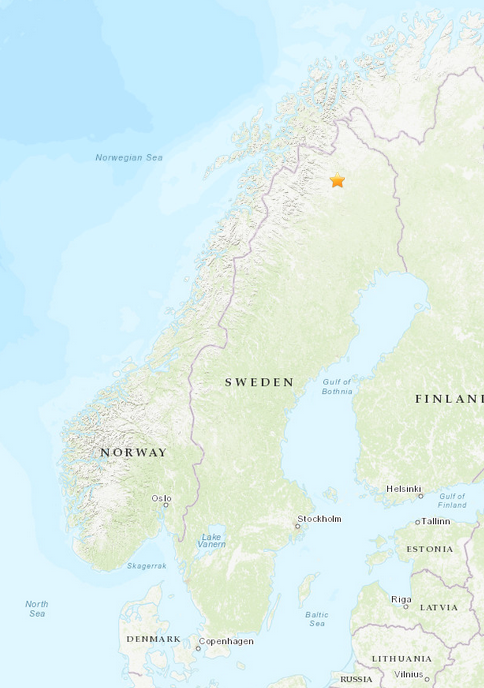 Norwegian Sea
SWEDEN
Gulf of
Bothnia
FINLAN
NORWAY
Helsinki
Oslo
Gulf of
Finland
Stockholm
Tallinn
Lake
Vanern
ESTONIA
Skagerrak
Riga
North
Sea
LATVIA
Baltic
Sea
DENMARK
Copenhagen
LITHUANIA
Vilnius
RUSSIA